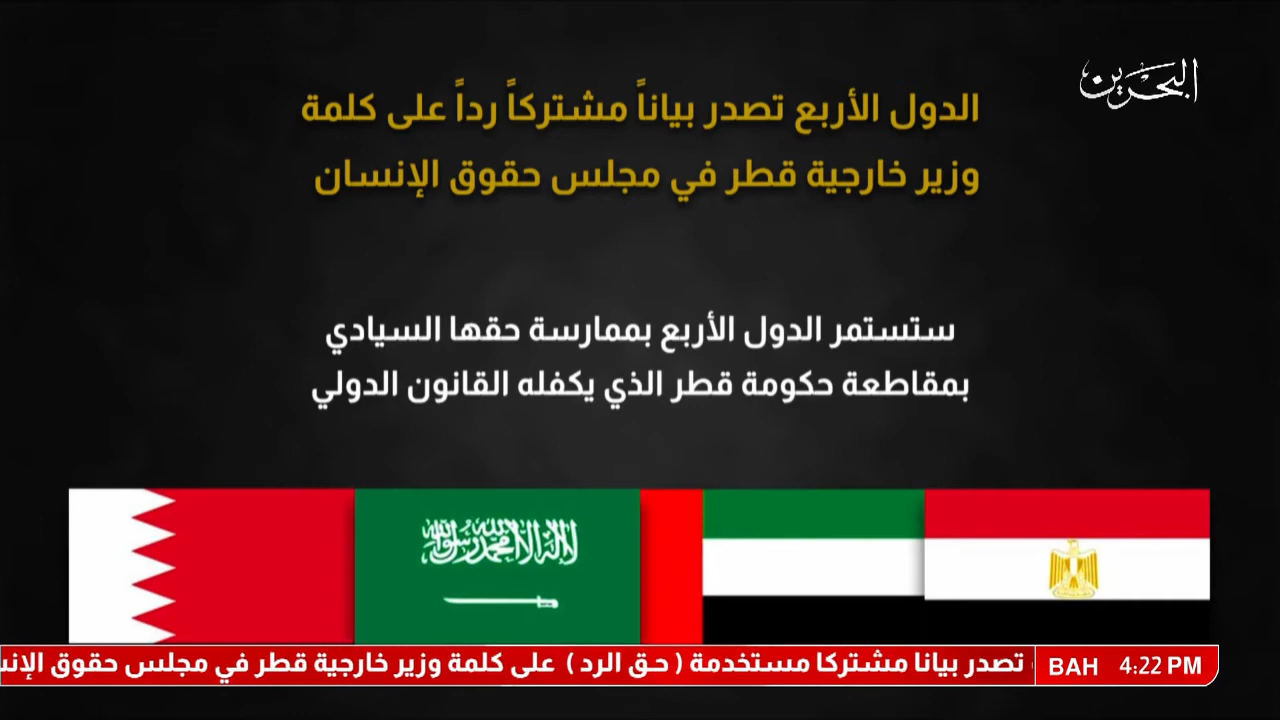 البحرين
الدول الأربع تصدر بياناً مشتركاً رداً على كلمة
وزير خارجية قطر في مجلس حقوق الإنسان
ستستمر الدول الأربع بممارسة حقها السيادي
بمقاطعة حكومة قطر الذي يكفله القانون الدولي
لا إله إلا الله محمد رسول الله
تصدر بيانا مشتركا مستخدمة ( حق الرد ) على كلمة وزير خارجية قطر في مجلس حقوق
BAH 4:22 PM